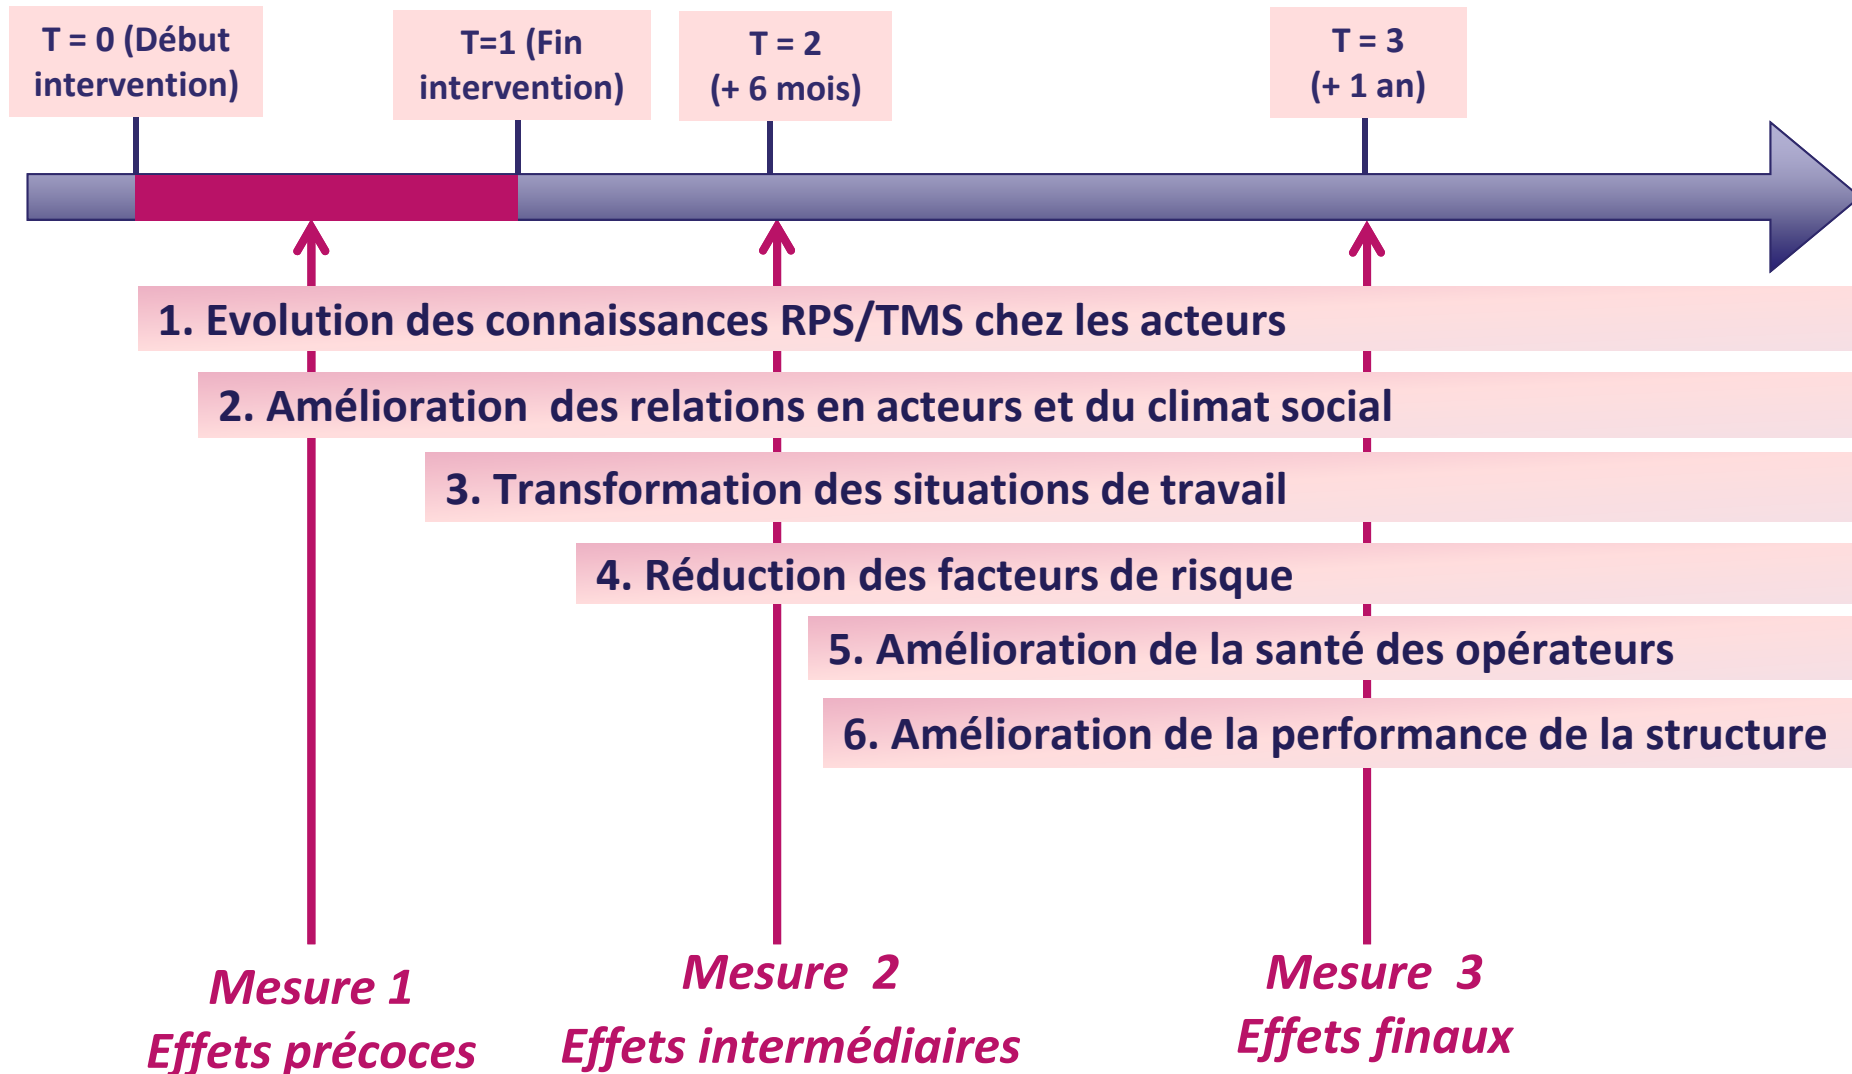 T = 0 (Début
intervention)
T=1 (Fin
intervention)
T = 2
(+ 6 mois)
T = 3
(+ 1 an)
1. Evolution des connaissances RPS/TMS chez les acteurs
2. Amélioration  des relations en acteurs et du climat social
3. Transformation des situations de travail
4. Réduction des facteurs de risque
5. Amélioration de la santé des opérateurs
6. Amélioration de la performance de la structure
Mesure 1
Effets précoces
Mesure  2
Effets intermédiaires
Mesure  3
Effets finaux